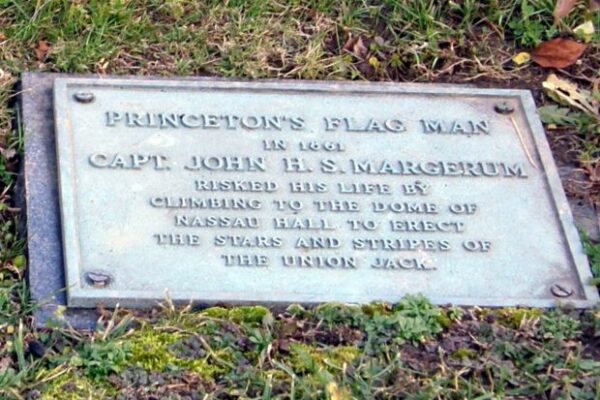 PRINCETON'S FLAG MAN
IN 1661
CAPT. JOHN H. S. MARGERUM
RISKED HIS LIFE BY
CLIMBING TO THE DOME OF
NASSAU HALL TO ERECT
THE STARS AND STRIPES OF
THE UNION JACK.